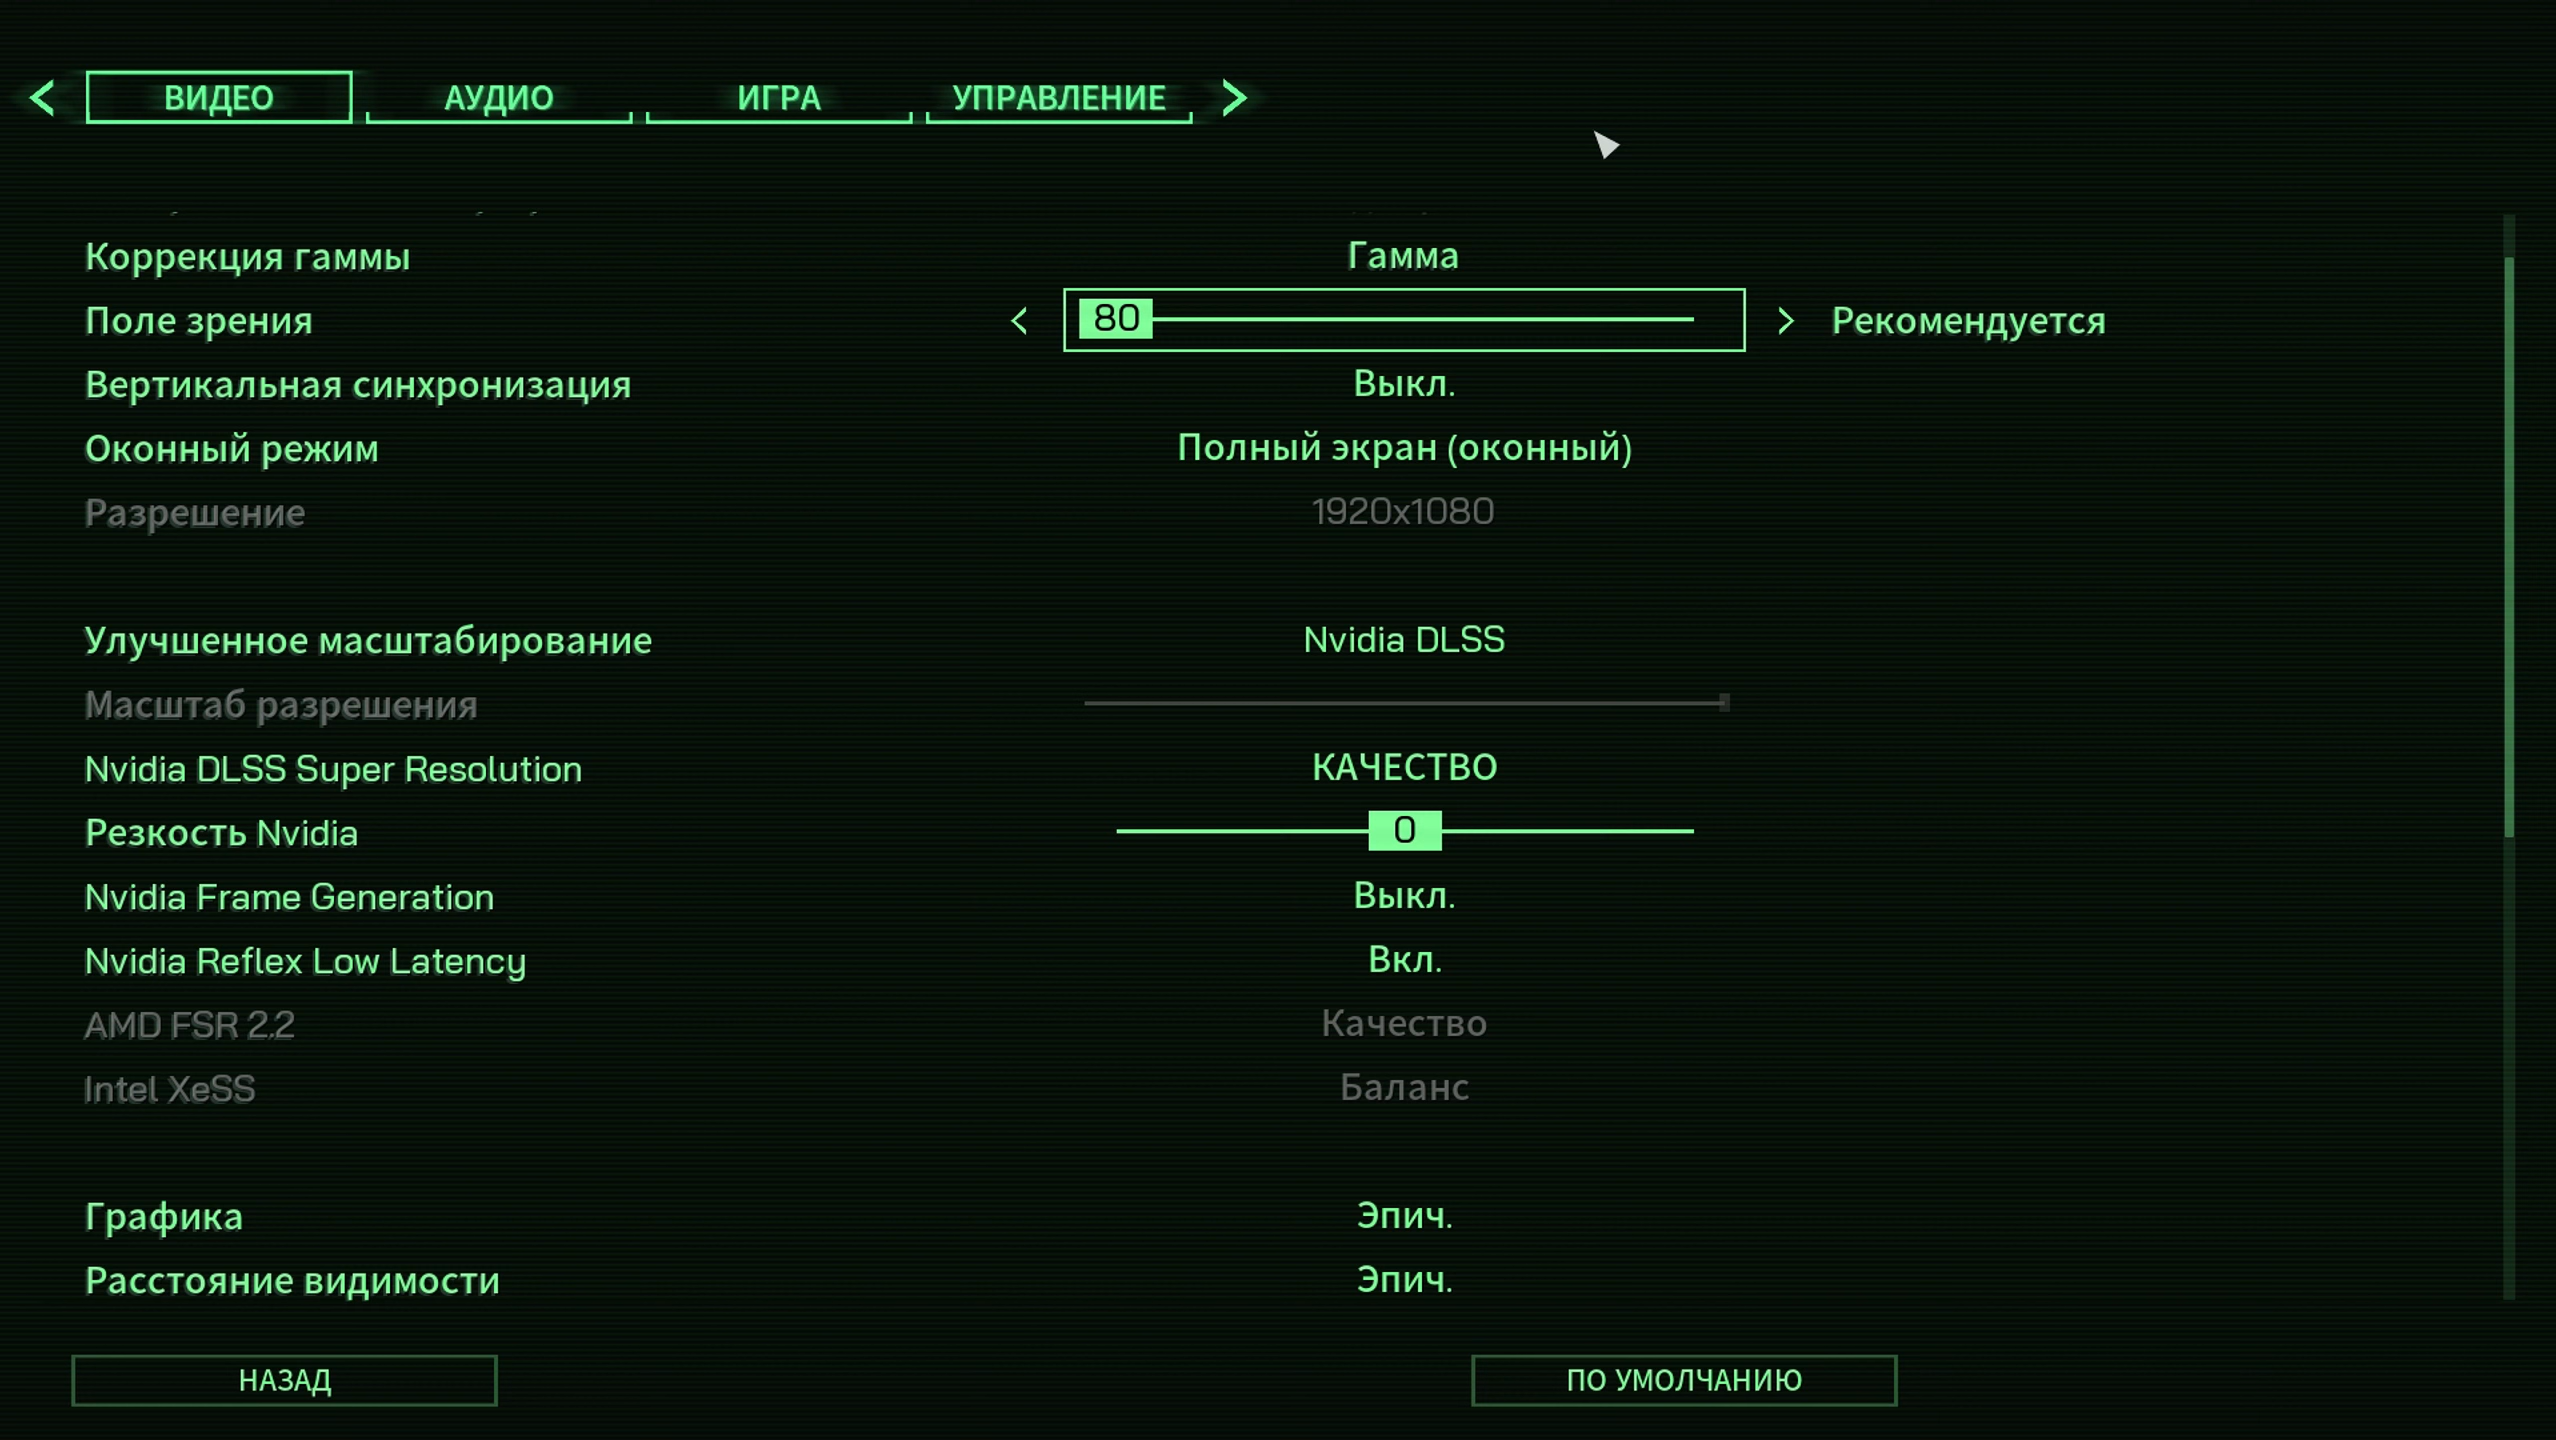 ВИДЕО АУДИО ИГРА УПРАВЛЕНИЕ
Коррекция гаммы Гамма
Поле зрения 80 Рекомендуется
Вертикальная синхронизация Выкл.
Оконный режим Полный экран (оконный)
Разрешение 1920x1080
Улучшенное масштабирование Nvidia DLSS
Масштаб разрешения
Nvidia DLSS Super Resolution КАЧЕСТВО
Резкость Nvidia 0
Nvidia Frame Generation Выкл.
Nvidia Reflex Low Latency Вкл.
AMD FSR 2.2 Качество
Intel XeSS Баланс
Графика Эпич.
Расстояние видимости Эпич.
НАЗАД ПО УМОЛЧАНИЮ